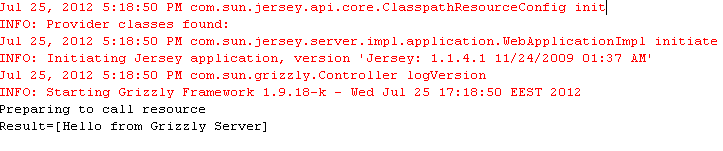 Jul 25, 2012 5:18:50 PM com.sun.jersey.api.core.ClasspathResourceConfig init
INFO: Provider classes found:
Jul 25, 2012 5:18:50 PM com.sun.jersey.server.impl.application.WebApplicationImpl initiate
INFO: Initiating Jersey application, version 'Jersey: 1.1.4.1 11/24/2009 01:37 AM'
Jul 25, 2012 5:18:50 PM com.sun.grizzly.Controller logVersion
INFO: Starting Grizzly Framework 1.9.18-k - Wed Jul 25 17:18:50 EEST 2012
Preparing to call resource
Result=[Hello from Grizzly Server]